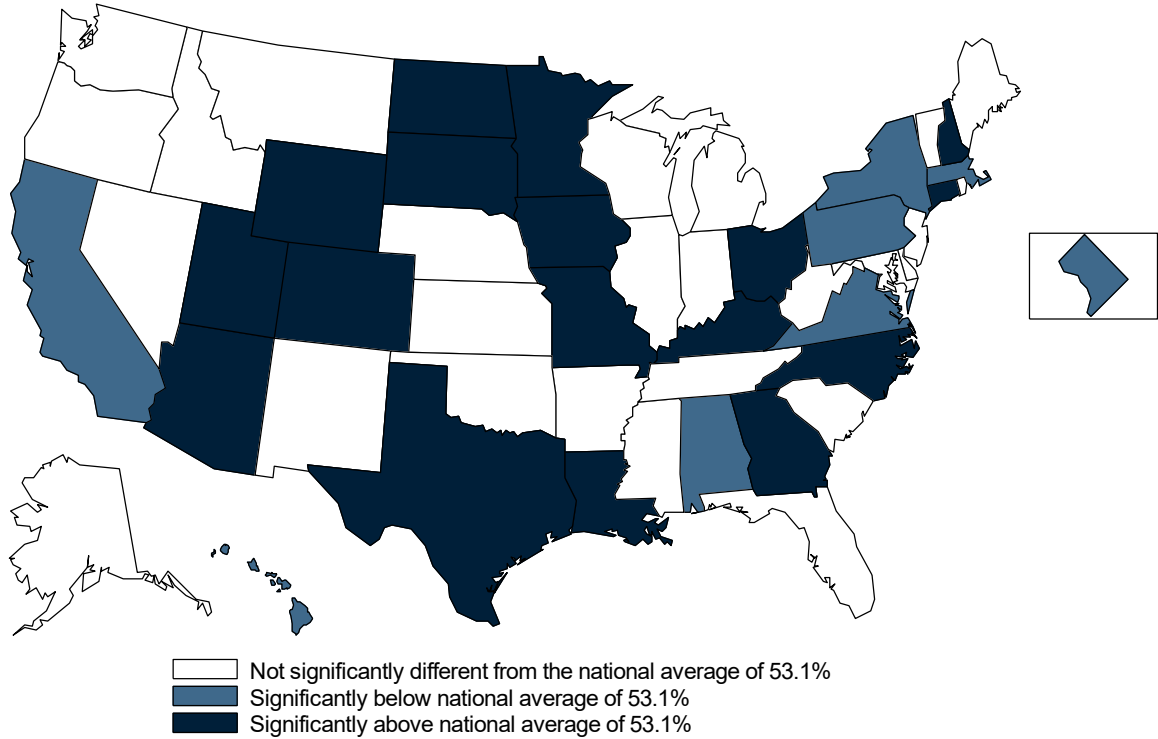 Not significantly different from the national average of 53.1%
Significantly below national average of 53.1%
Significantly above national average of 53.1%